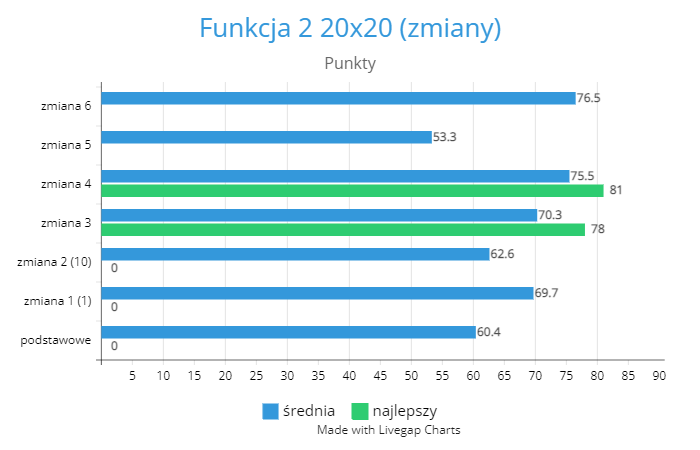 Funkcja 2 20x20 (zmiany)
Punkty
zmiana 6 76.5
zmiana 5 53.3
zmiana 4 75.5
81
zmiana 3 70.3
78
zmiana 2 (10) 62.6
0
zmiana 1 (1) 69.7
0
podstawowe 60.4
0
5 10 15 20 25 30 35 40 45 50 55 60 65 70 75 80 85 90
średnia najlepszy
Made with Livegap Charts